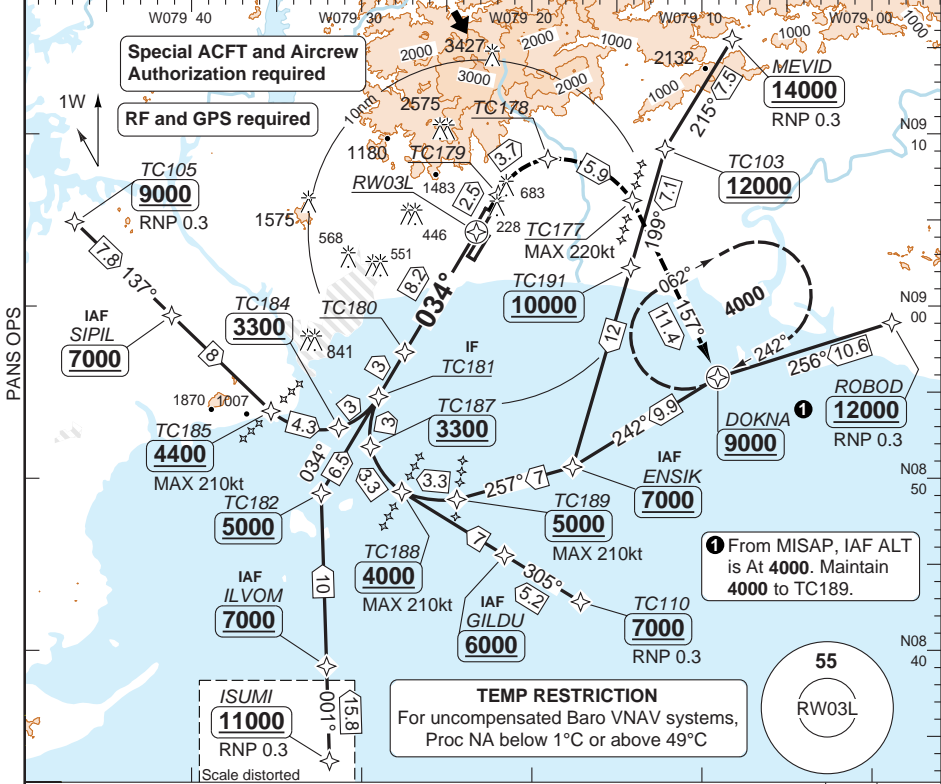 W079 40
W079 30
W079 20
W079 10
W079 00
1000
Special ACFT and Aircrew
Authorization required
RF and GPS required
1W
10nm
2000
3427
2000
1000
1000
3000
2000
2575
2132
1000
1180
1483
MEVID
14000
RNP 0.3
215°
7.5
N09
10
TC178
TC179
3.7
5.9
RW03L
2.5
683
228
446
TC103
12000
7.1
199°
TC105
9000
RNP 0.3
1575
568
551
TC177
MAX 220kt
7.8
137°
8.2
034°
TC191
10000
062°
4000
N09
00
IAF
SIPIL
7000
8
TC184
3300
TC180
841
12
11.4
157°
242°
256°
10.6
PANS OPS
3
IF
TC181
1870
1007
TC185
4400
MAX 210kt
4.3
3
3
TC187
3300
242°
9.9
DOKNA
9000
1
ROBOD
12000
RNP 0.3
034°
6.5
3.3
3.3
257°
7
IAF
ENSIK
7000
N08
50
TC182
5000
TC189
5000
MAX 210kt
TC188
4000
MAX 210kt
7
305°
5.2
1 From MISAP, IAF ALT
is At 4000. Maintain
4000 to TC189.
IAF
ILVOM
7000
10
IAF
GILDU
6000
TC110
7000
RNP 0.3
N08
40
ISUMI
11000
RNP 0.3
Scale distorted
001°
15.8
TEMP RESTRICTION
For uncompensated Baro VNAV systems,
Proc NA below 1°C or above 49°C
55
RW03L